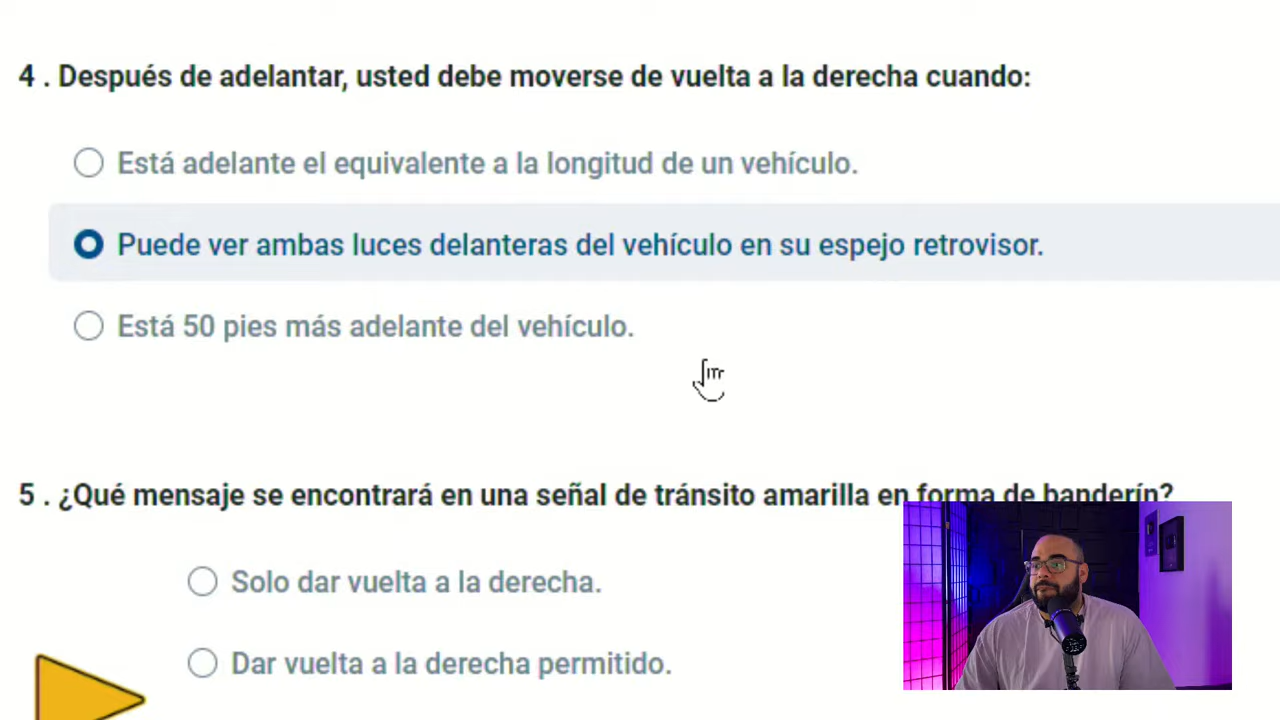 4 . Después de adelantar, usted debe moverse de vuelta a la derecha cuando:
Está adelante el equivalente a la longitud de un vehículo.
Puede ver ambas luces delanteras del vehículo en su espejo retrovisor.
Está 50 pies más adelante del vehículo.
5 . ¿Qué mensaje se encontrará en una señal de tránsito amarilla en forma de banderín?
Solo dar vuelta a la derecha.
Dar vuelta a la derecha permitido.